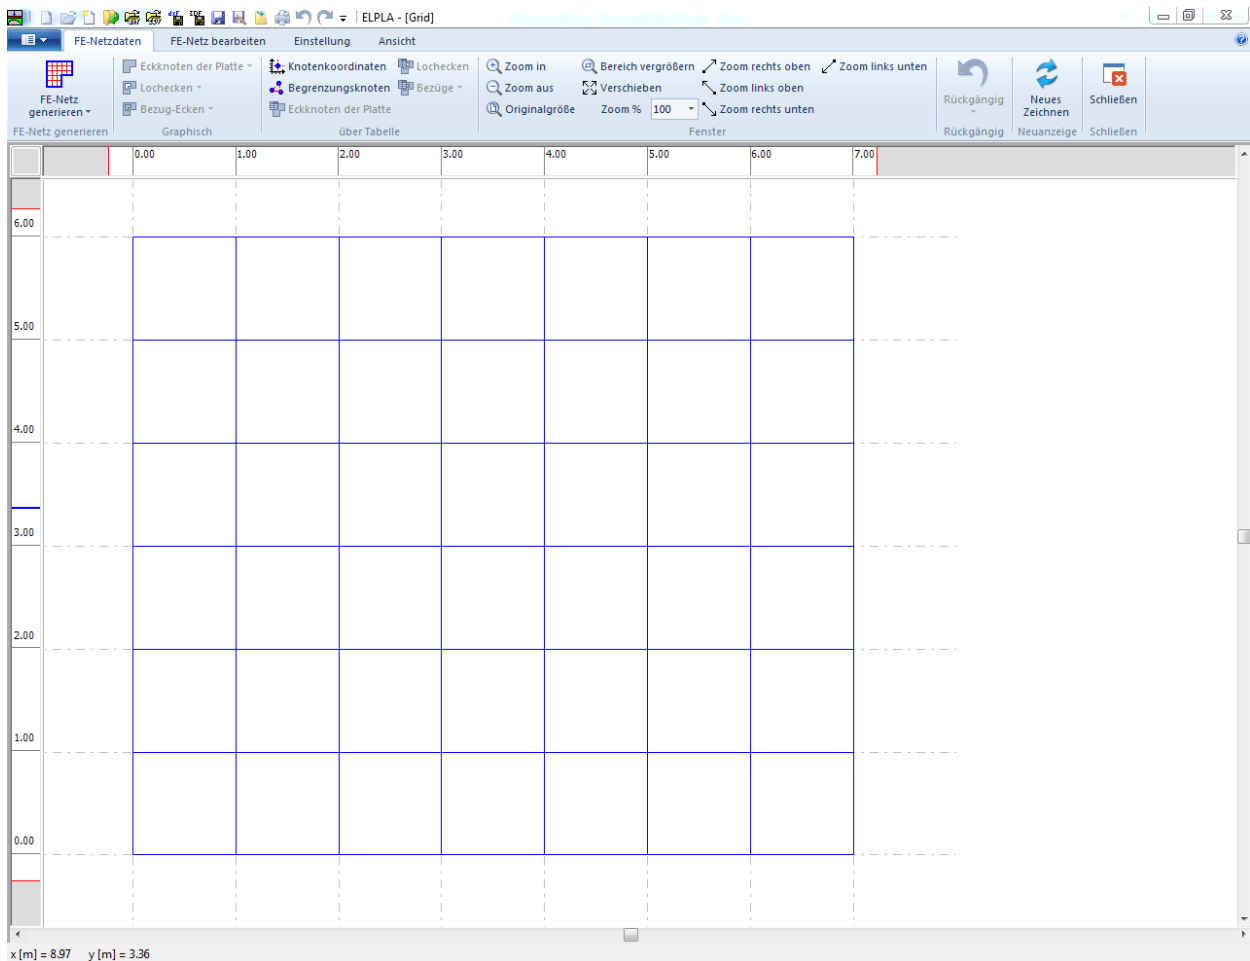 ELPLA - [Grid]
FE-Netzdaten FE-Netz bearbeiten Einstellung Ansicht
Eckknoten der Platte Knotenkoordinaten Lochecken Zoom in Bereich vergrößern Zoom rechts oben Zoom links unten
Lochecken Begrenzungsknoten Bezüge Zoom aus Verschieben Zoom links oben
FE-Netz generieren Bezug-Ecken Eckknoten der Platte Originalgröße Zoom % 100 Zoom rechts unten Rückgängig Neues Zeichnen Schließen
FE-Netz generieren Graphisch über Tabelle Fenster Rückgängig Neuanzeige Schließen
0.00 1.00 2.00 3.00 4.00 5.00 6.00 7.00
6.00
5.00
4.00
3.00
2.00
1.00
0.00
x [m] = 8.97 y [m] = 3.36